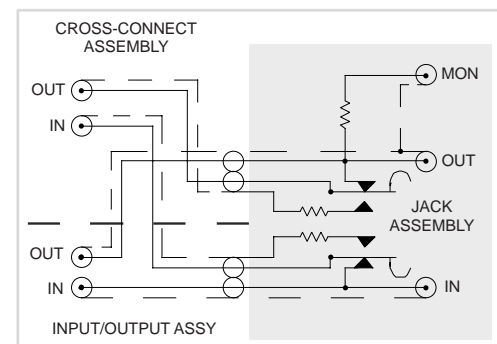 CROSS-CONNECT
ASSEMBLY
OUT
IN
MON
OUT
JACK
ASSEMBLY
OUT
IN
IN
INPUT/OUTPUT ASSY